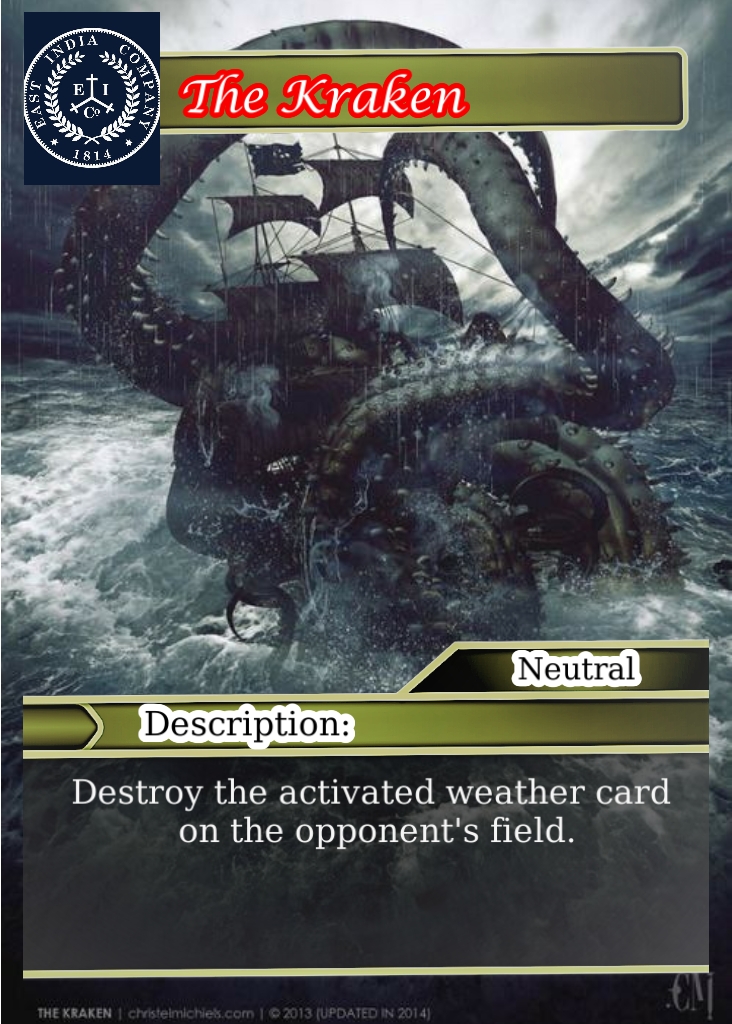 EAST INDIA COMPANY
E I
Co
1814
The Kraken
Neutral
Description:
Destroy the activated weather card
on the opponent's field.
CM
THE KRAKEN | christelmichiels.com | © 2013 (UPDATED IN 2014)